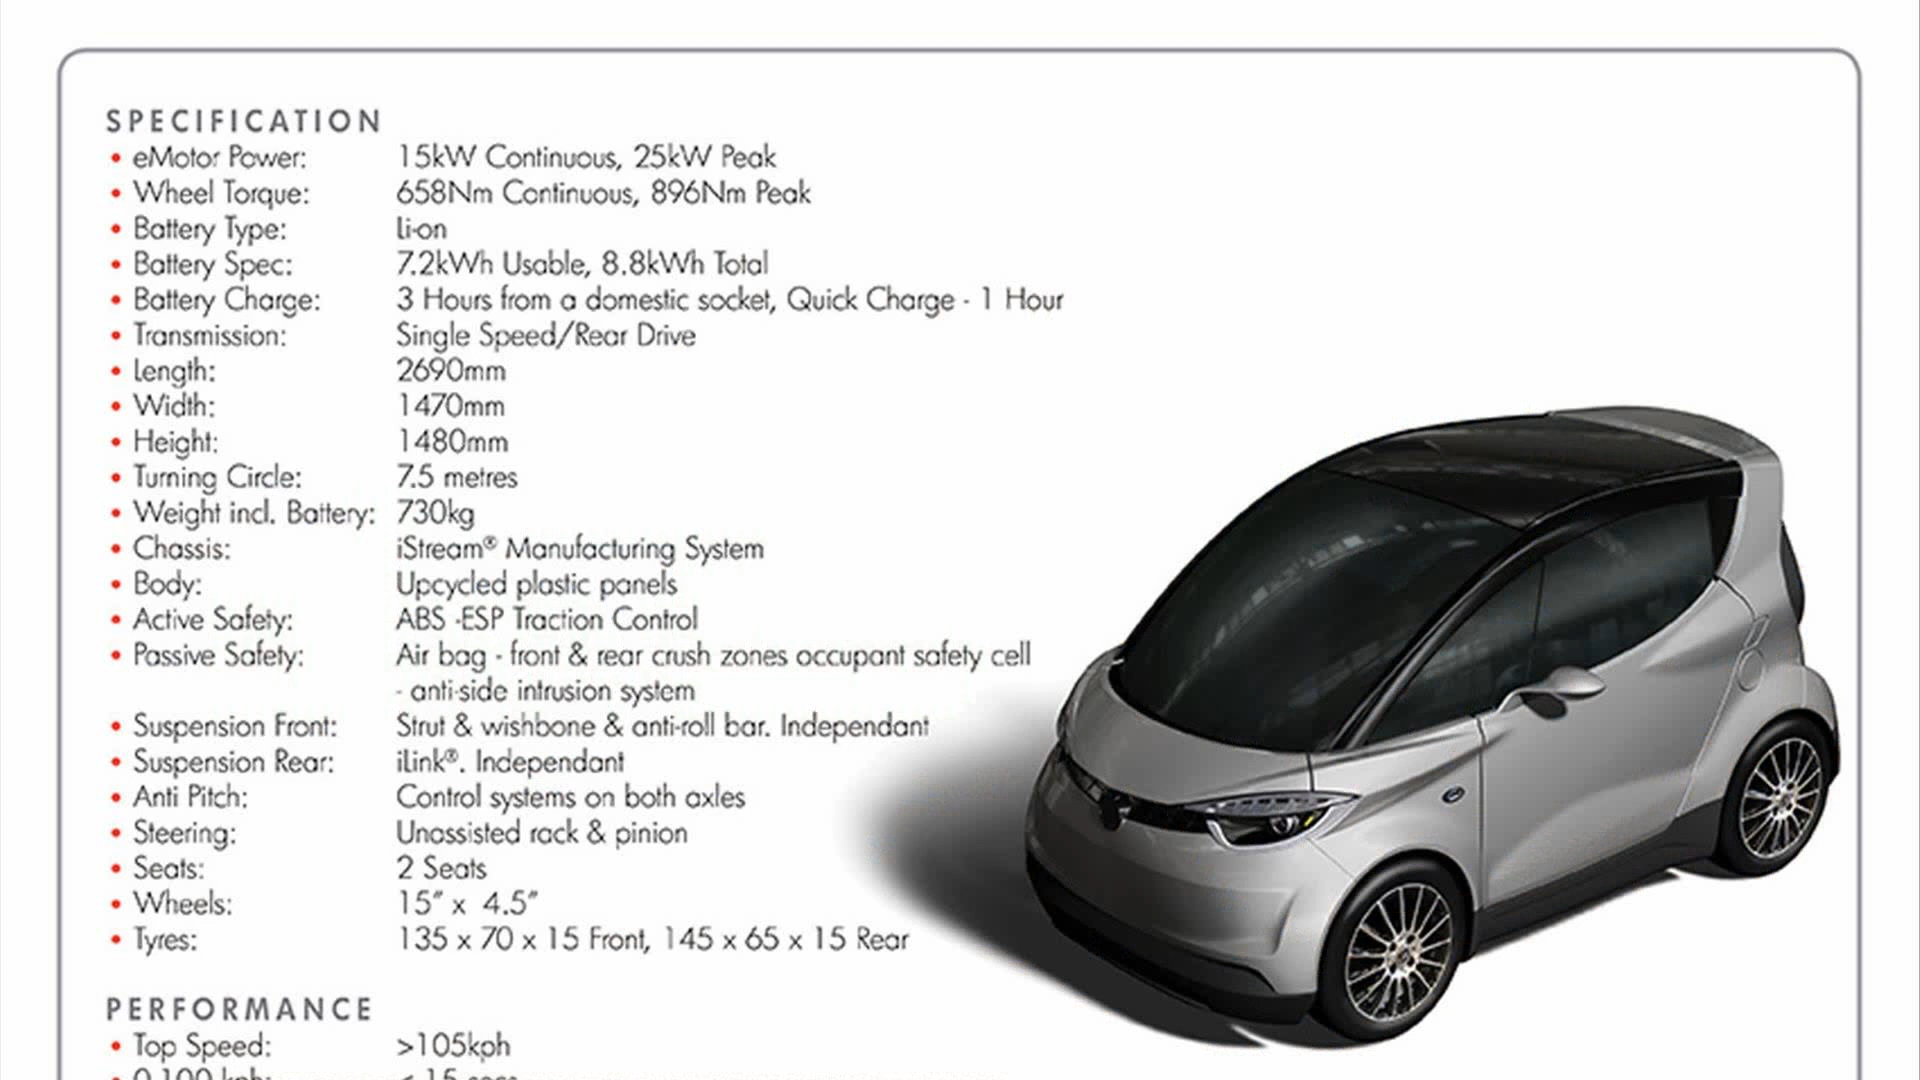 SPECIFICATION
• eMotor Power: 15kW Continuous, 25kW Peak
• Wheel Torque: 658Nm Continuous, 896Nm Peak
• Battery Type: Li-on
• Battery Spec: 7.2kWh Usable, 8.8kWh Total
• Battery Charge: 3 Hours from a domestic socket, Quick Charge - 1 Hour
• Transmission: Single Speed/Rear Drive
• Length: 2690mm
• Width: 1470mm
• Height: 1480mm
• Turning Circle: 7.5 metres
• Weight incl. Battery: 730kg
• Chassis: iStream® Manufacturing System
• Body: Upcycled plastic panels
• Active Safety: ABS -ESP Traction Control
• Passive Safety: Air bag - front & rear crush zones occupant safety cell
- anti-side intrusion system
• Suspension Front: Strut & wishbone & anti-roll bar. Independant
• Suspension Rear: iLink®. Independant
• Anti Pitch: Control systems on both axles
• Steering: Unassisted rack & pinion
• Seats: 2 Seats
• Wheels: 15" x 4.5"
• Tyres: 135 x 70 x 15 Front, 145 x 65 x 15 Rear
PERFORMANCE
• Top Speed: >105kph
• 0-100 kph: < 15 secs